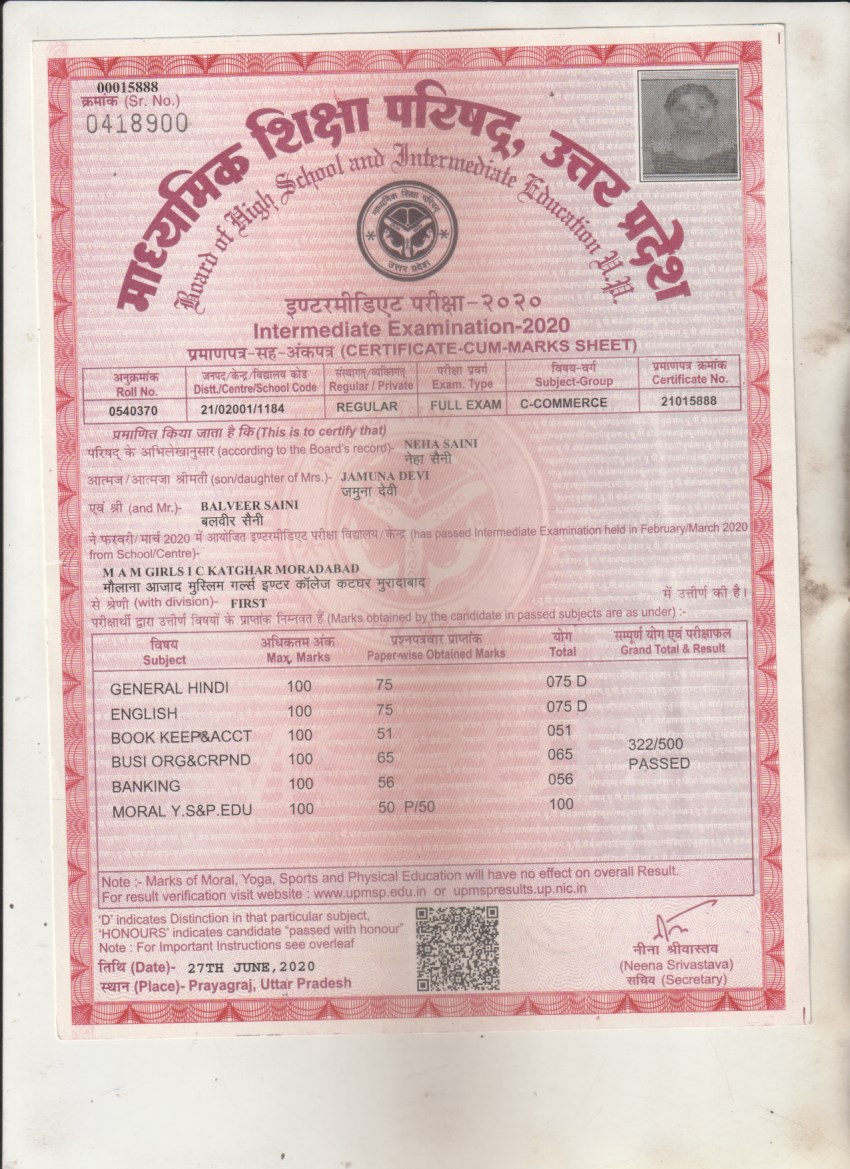 00015888
क्रमांक (Sr. No.)
0418900
माध्यमिक शिक्षा परिषद्, उत्तर प्रदेश
Board of High School and Intermediate Education U.P.
माध्यमिक शिक्षा परिषद्
उत्तर प्रदेश
इण्टरमीडिएट परीक्षा-२०२०
Intermediate Examination-2020
प्रमाणपत्र-सह-अंकपत्र (CERTIFICATE-CUM-MARKS SHEET)
अनुक्रमांक जनपद/केन्द्र/विद्यालय कोड संस्थागत/व्यक्तिगत परीक्षा प्रवर्ग विषय-वर्ग प्रमाणपत्र क्रमांक
Roll No. Distt./Centre/School Code Regular / Private Exam. Type Subject-Group Certificate No.
0540370 21/02001/1184 REGULAR FULL EXAM C-COMMERCE 21015888
प्रमाणित किया जाता है कि (This is to certify that)
परिषद् के अभिलेखानुसार (according to the Board's record)- NEHA SAINI
नेहा सैनी
आत्मज/आत्मजा श्रीमती (son/daughter of Mrs.)- JAMUNA DEVI
जमुना देवी
एवं श्री (and Mr.)- BALVEER SAINI
बलवीर सैनी
ने फरवरी/मार्च 2020 में आयोजित इण्टरमीडिएट परीक्षा विद्यालय/केन्द्र (has passed Intermediate Examination held in February/March 2020
from School/Centre)-
M A M GIRLS I C KATGHAR MORADABAD
मौलाना आजाद मुस्लिम गर्ल्स इण्टर कॉलेज कटघर मुरादाबाद
से श्रेणी (with division)- FIRST में उत्तीर्ण की है।
परीक्षार्थी द्वारा उत्तीर्ण विषयों के प्राप्तांक निम्नवत हैं (Marks obtained by the candidate in passed subjects are as under) :-
विषय अधिकतम अंक प्रश्नपत्रवार प्राप्तांक योग सम्पूर्ण योग एवं परीक्षाफल
Subject Max. Marks Paper-wise Obtained Marks Total Grand Total & Result
GENERAL HINDI 100 75 075 D
ENGLISH 100 75 075 D
BOOK KEEP&ACCT 100 51 051
322/500
BUSI ORG&CRPND 100 65 065 PASSED
BANKING 100 56 056
MORAL Y.S&P.EDU 100 50 P/50 100
Note :- Marks of Moral, Yoga, Sports and Physical Education will have no effect on overall Result.
For result verification visit website : www.upmsp.edu.in or upmspresults.up.nic.in
'D' indicates Distinction in that particular subject,
'HONOURS' indicates candidate "passed with honour"
Note : For Important Instructions see overleaf
तिथि (Date)- 27TH JUNE,2020
स्थान (Place)- Prayagraj, Uttar Pradesh
नीना श्रीवास्तव
(Neena Srivastava)
सचिव (Secretary)